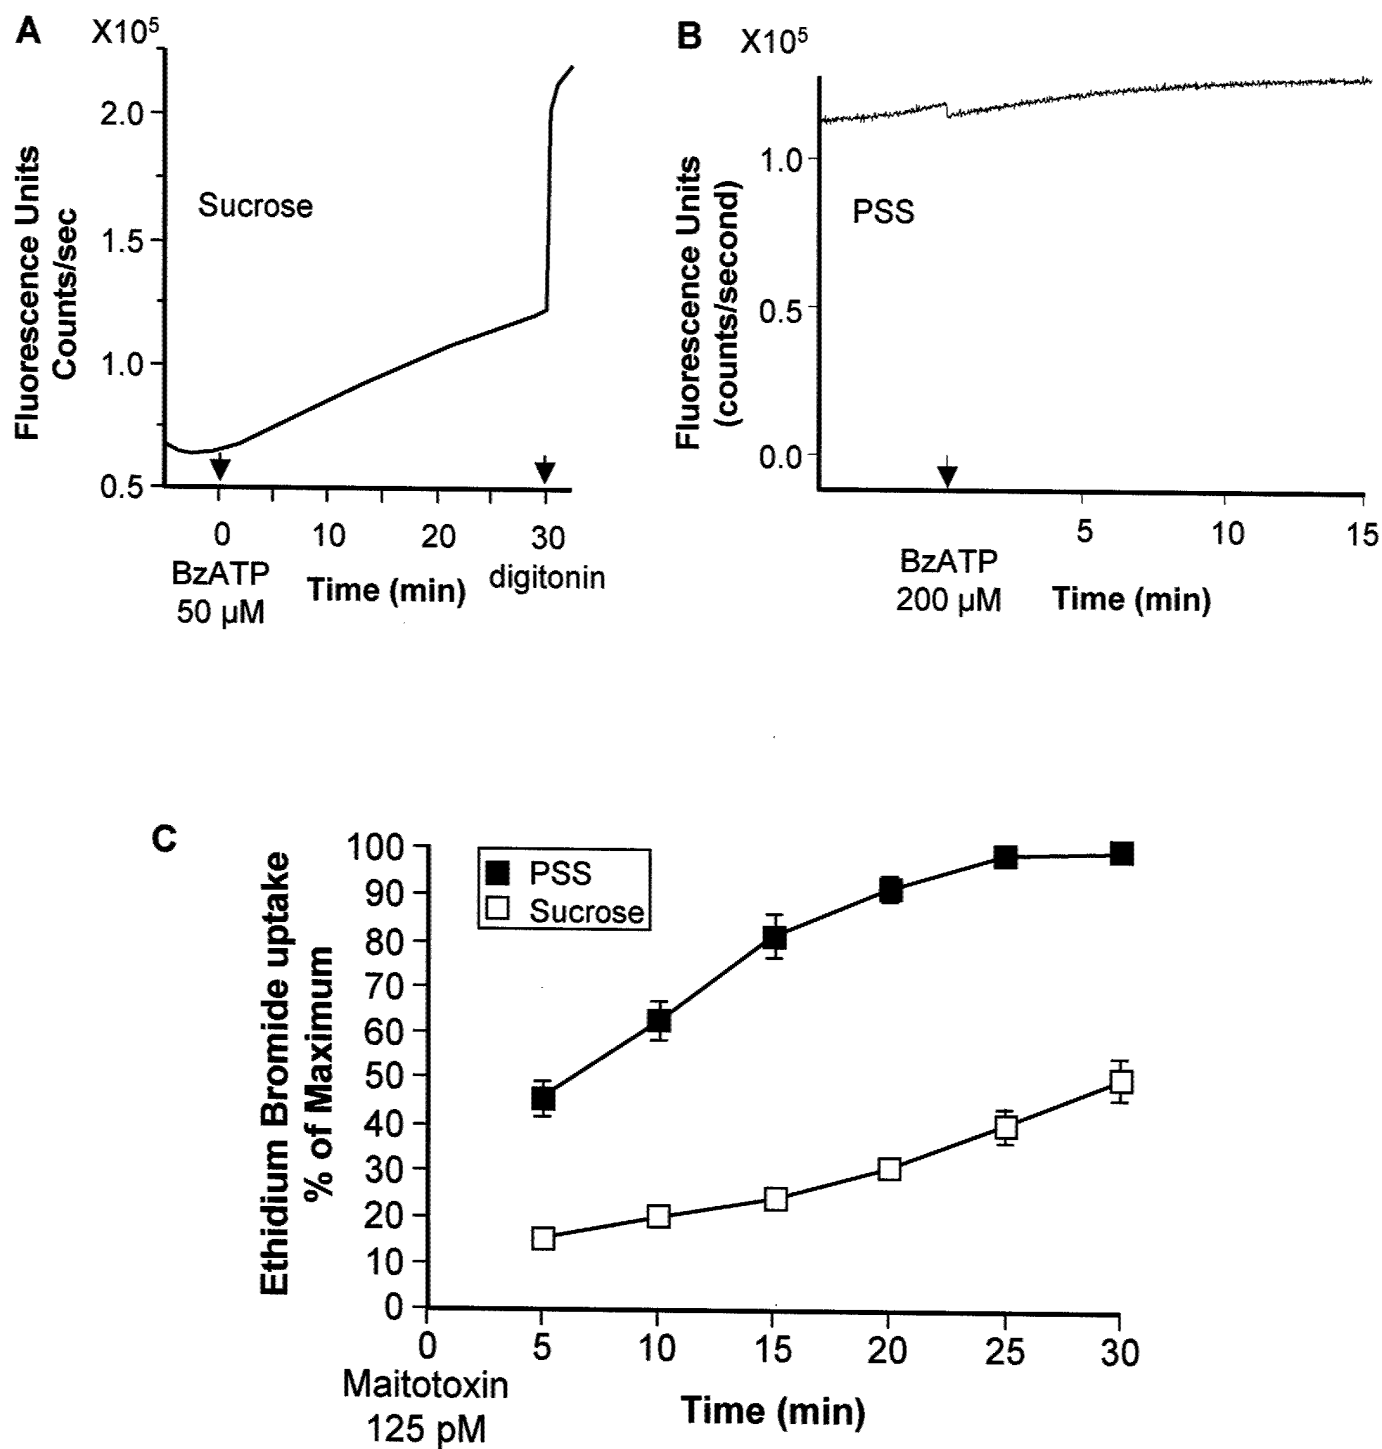 A
X10⁵
2.0
1.5
1.0
0.5
Fluorescence Units
Counts/sec
Sucrose
0
10
20
30
BzATP
50 µM
Time (min)
digitonin
B
X10⁵
1.0
0.5
0.0
Fluorescence Units
(counts/second)
PSS
5
10
15
BzATP
200 µM
Time (min)
C
100
90
80
70
60
50
40
30
20
10
0
Ethidium Bromide uptake
% of Maximum
PSS
Sucrose
0
5
10
15
20
25
30
Maitotoxin
125 pM
Time (min)